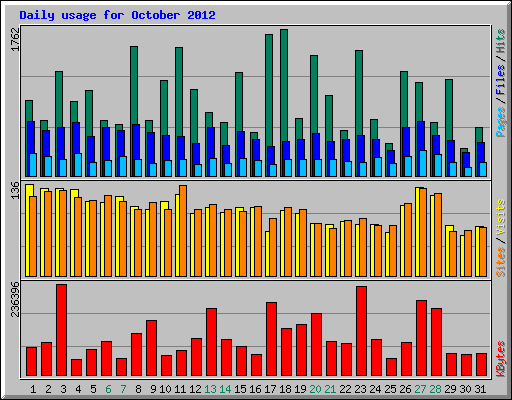 Daily usage for October 2012
1762
Pages / Files / Hits
136
Sites / Visits
236396
KBytes
1 2 3 4 5 6 7 8 9 10 11 12 13 14 15 16 17 18 19 20 21 22 23 24 25 26 27 28 29 30 31